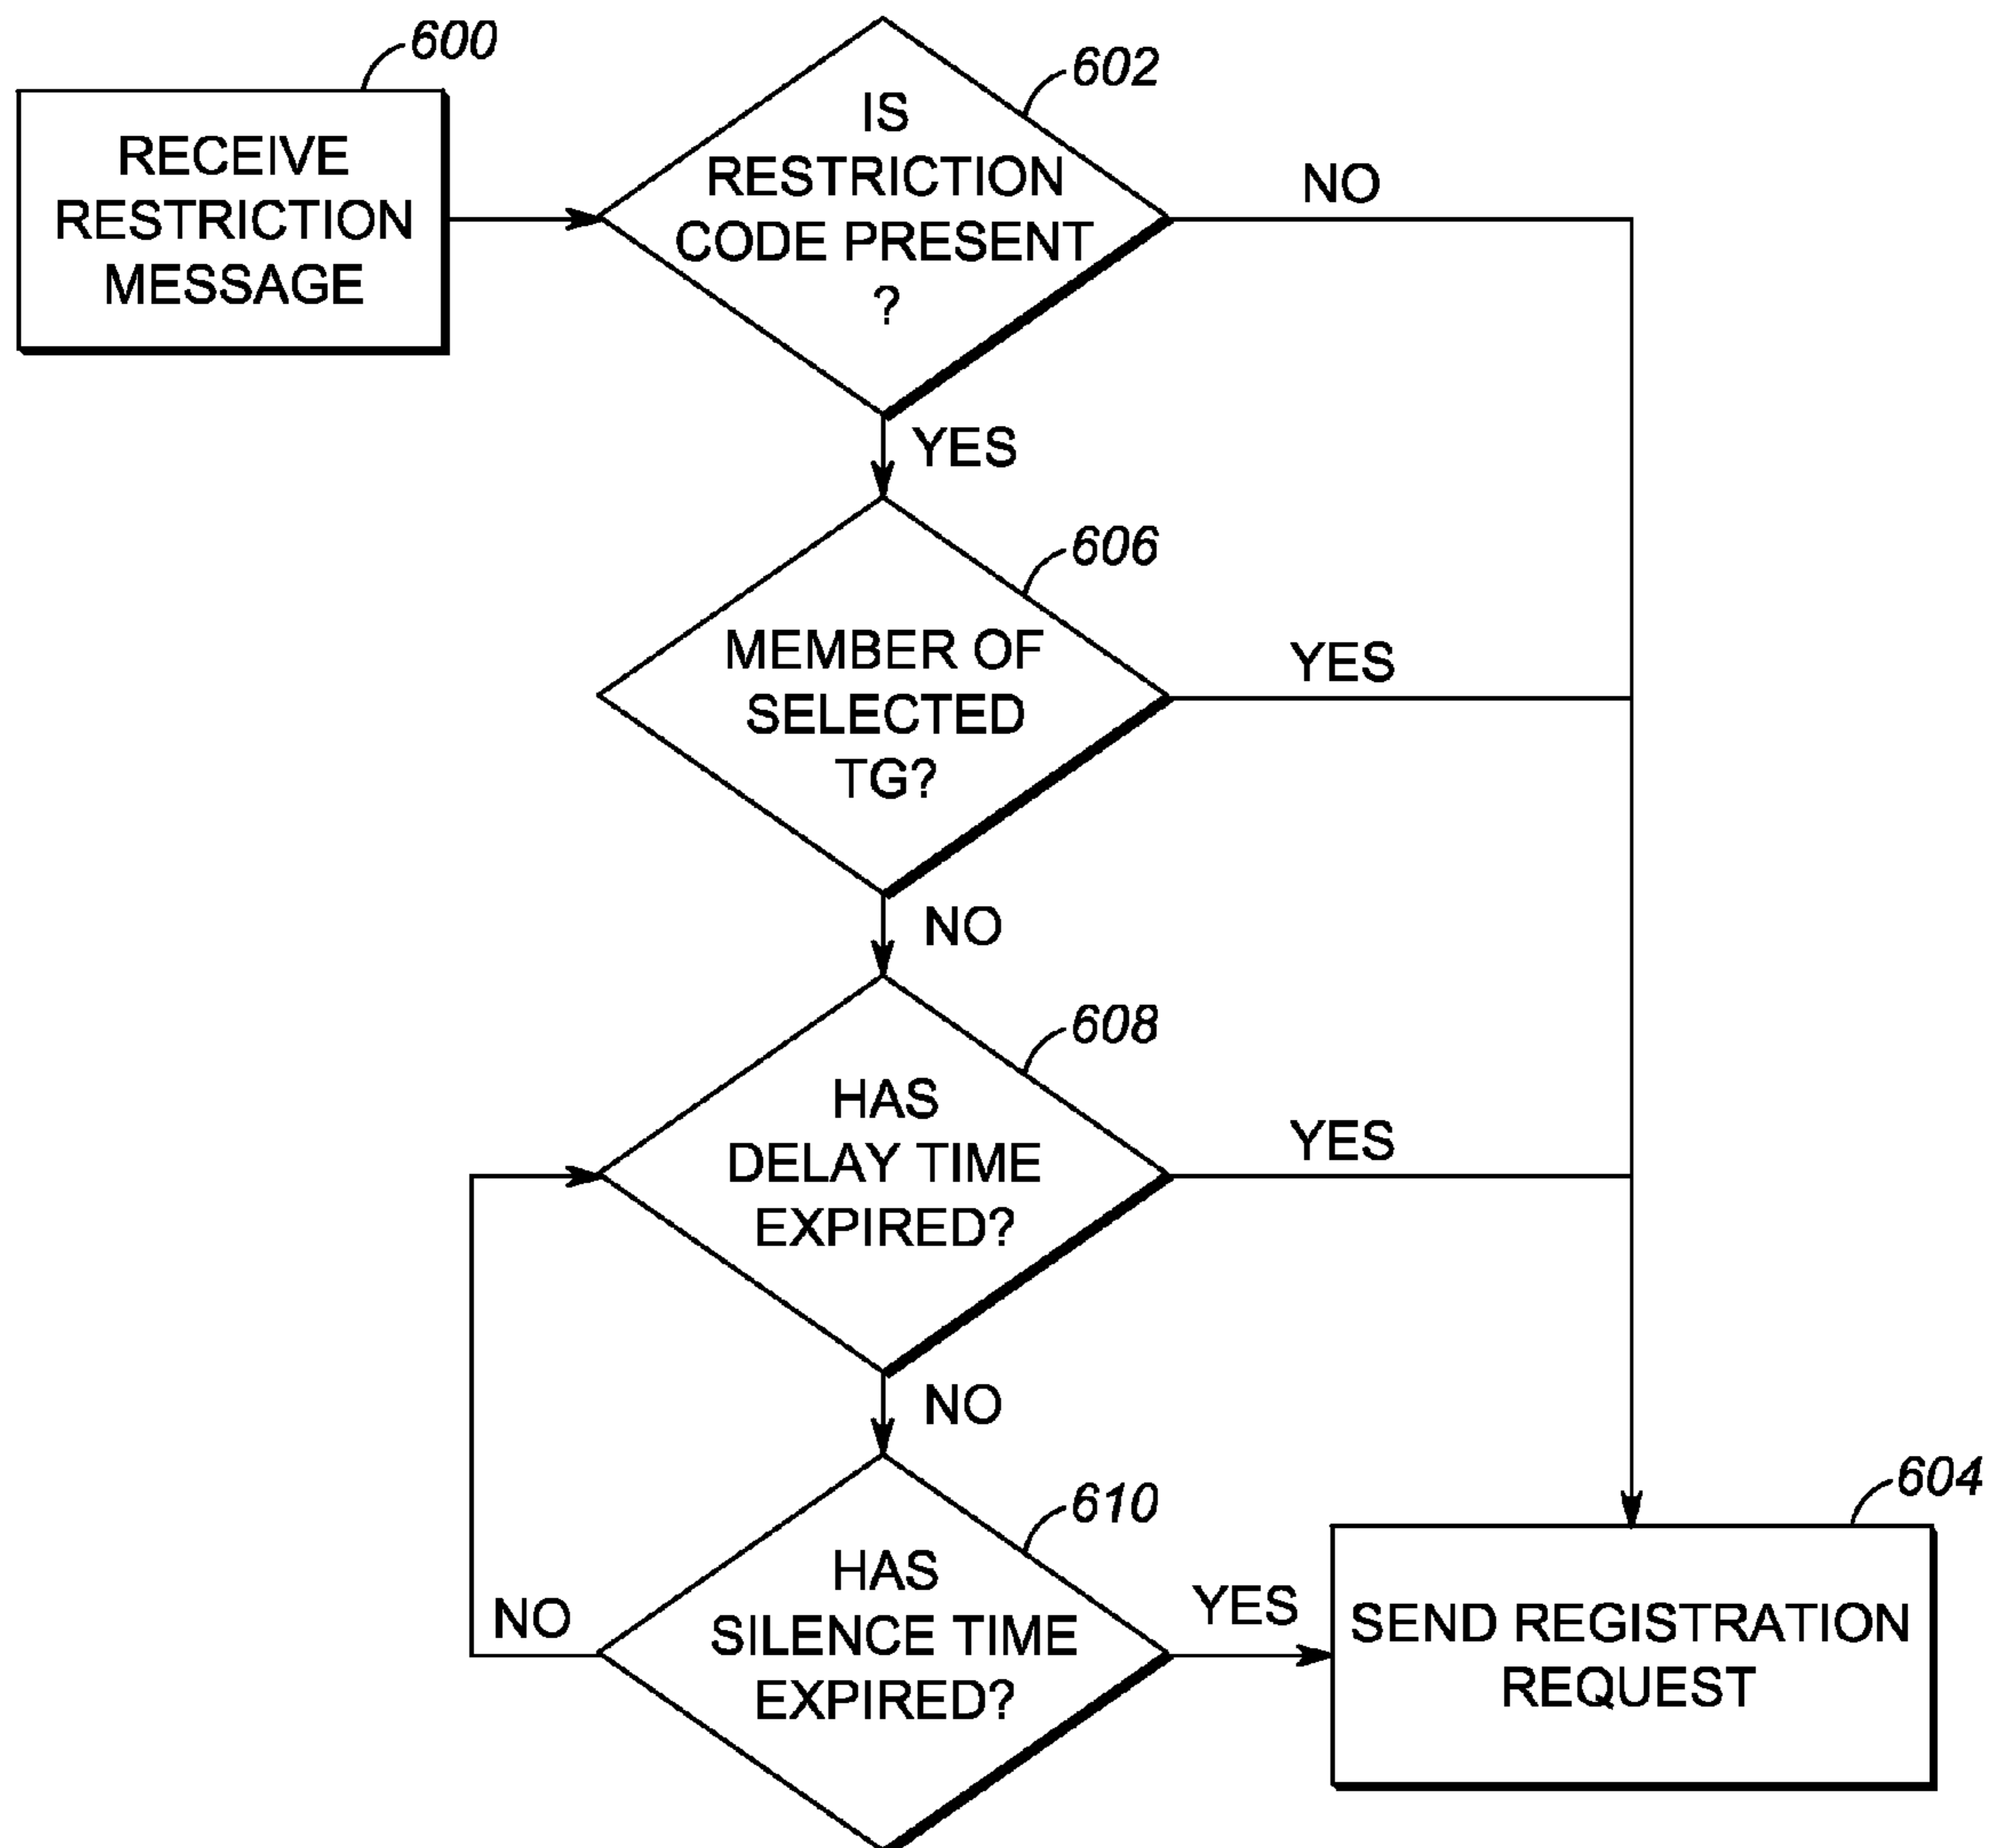 600
RECEIVE
RESTRICTION
MESSAGE
602
IS
RESTRICTION
CODE PRESENT
?
NO
YES
606
MEMBER OF
SELECTED
TG?
YES
NO
608
HAS
DELAY TIME
EXPIRED?
YES
NO
610
HAS
SILENCE TIME
EXPIRED?
NO
YES
604
SEND REGISTRATION
REQUEST